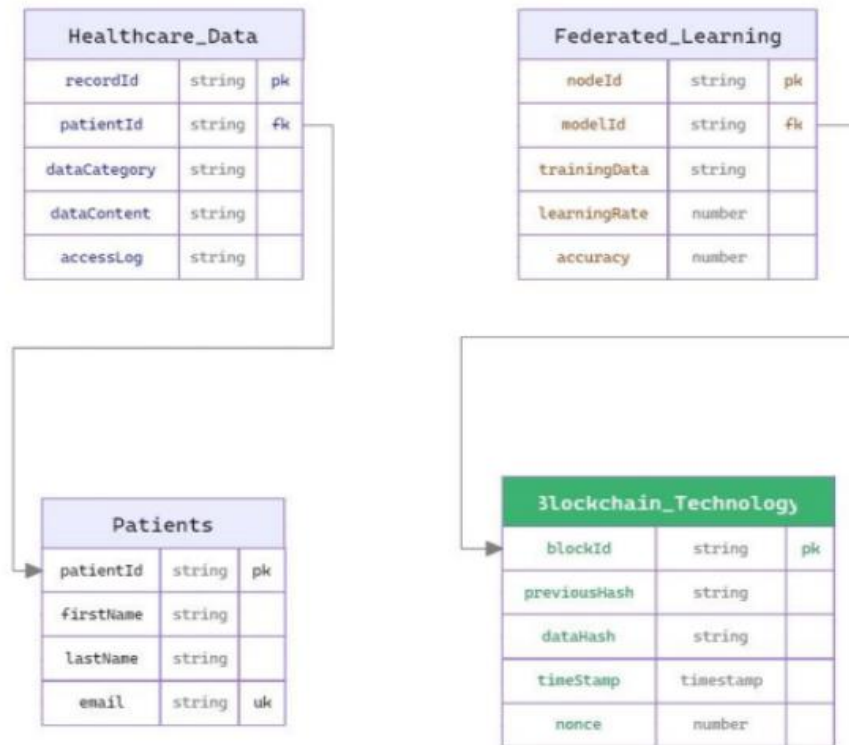 Healthcare_Data
recordId string pk
patientId string fk
dataCategory string
dataContent string
accessLog string
Federated_Learning
nodeId string pk
modelId string fk
trainingData string
learningRate number
accuracy number
Patients
patientId string pk
firstName string
lastName string
email string uk
Blockchain_Technology
blockId string pk
previousHash string
dataHash string
timeStamp timestamp
nonce number